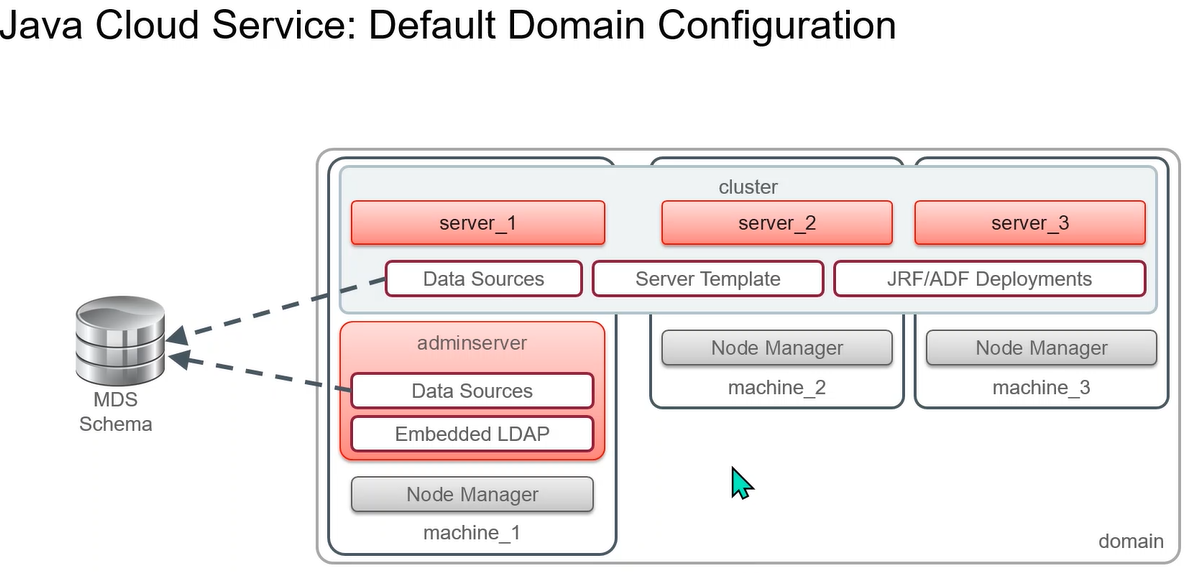 Java Cloud Service: Default Domain Configuration
cluster
server_1
server_2
server_3
Data Sources
Server Template
JRF/ADF Deployments
adminserver
Data Sources
Embedded LDAP
Node Manager
machine_1
Node Manager
machine_2
Node Manager
machine_3
MDS
Schema
domain